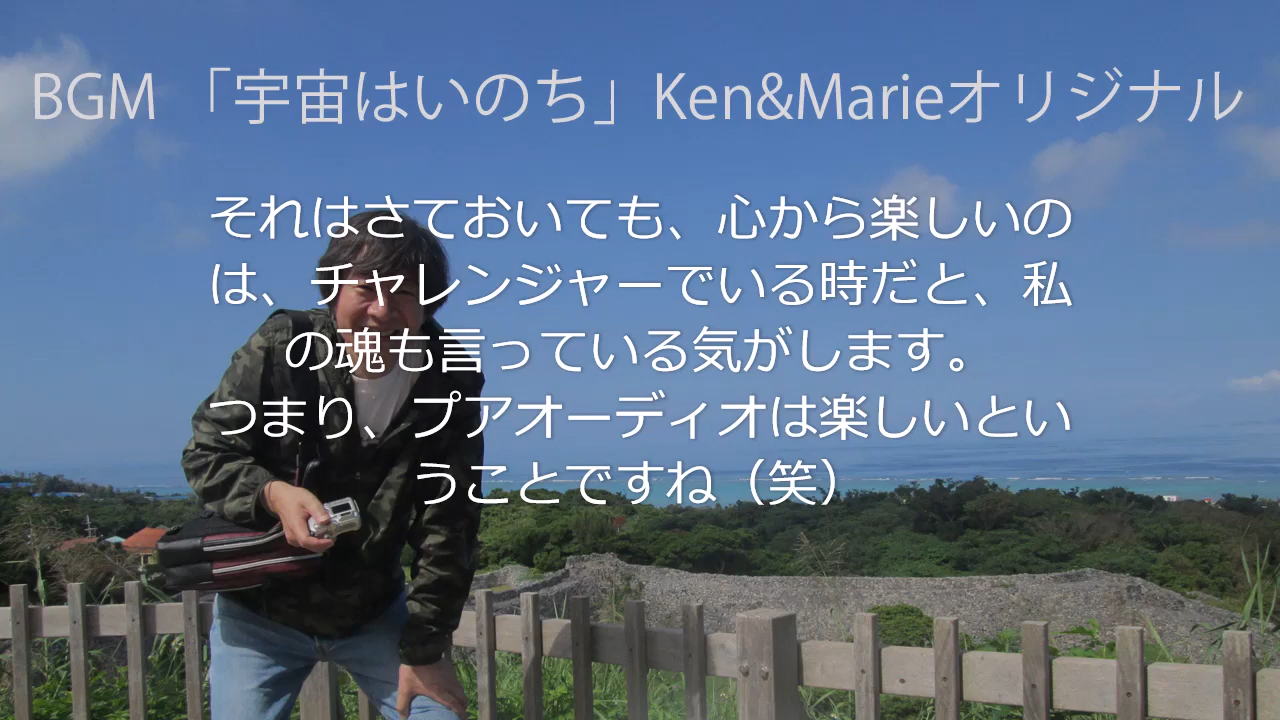 BGM 「宇宙はいのち」Ken&Marieオリジナル
それはさておいても、心から楽しいの
は、チャレンジャーでいる時だと、私
の魂も言っている気がします。
つまり、プアオーディオは楽しいとい
うことですね（笑）